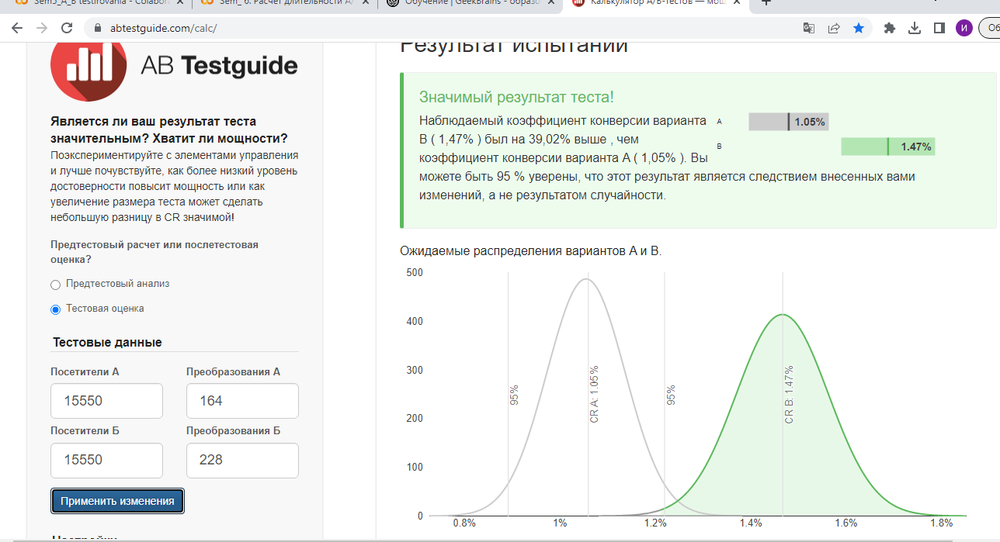 Sem5_A_B testirovania - Colabor
Sem_ 6. Расчет длительности A/
Обучение | GeekBrains - образо
Калькулятор A/B-тестов — мощ
abtestguide.com/calc/
И
Об
AB Testguide
Является ли ваш результат теста
значительным? Хватит ли мощности?
Поэкспериментируйте с элементами управления
и лучше почувствуйте, как более низкий уровень
достоверности повысит мощность или как
увеличение размера теста может сделать
небольшую разницу в CR значимой!
Предтестовый расчет или послетестовая
оценка?
Предтестовый анализ
Тестовая оценка
Тестовые данные
Посетители А Преобразования А
15550 164
Посетители Б Преобразования Б
15550 228
Применить изменения
Настройки
Результат испытаний
Значимый результат теста!
Наблюдаемый коэффициент конверсии варианта
B ( 1,47% ) был на 39,02% выше , чем
коэффициент конверсии варианта A ( 1,05% ). Вы
можете быть 95 % уверены, что этот результат является следствием внесенных вами
изменений, а не результатом случайности.
A 1.05%
B 1.47%
Ожидаемые распределения вариантов A и B.
500
400
300
200
100
0
95%
CR A: 1.05%
95%
CR B: 1.47%
0.8% 1% 1.2% 1.4% 1.6% 1.8%